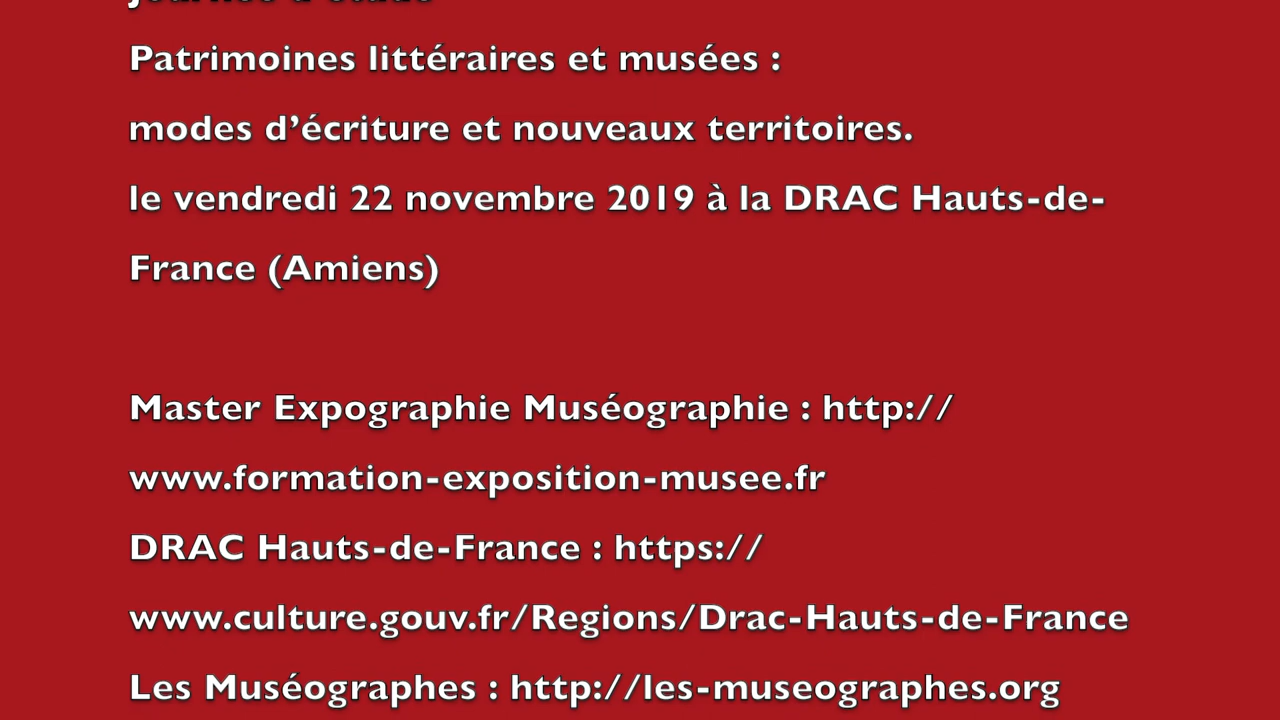 Journée d'étude
Patrimoines littéraires et musées :
modes d’écriture et nouveaux territoires.
le vendredi 22 novembre 2019 à la DRAC Hauts-de-
France (Amiens)
Master Expographie Muséographie : http://
www.formation-exposition-musee.fr
DRAC Hauts-de-France : https://
www.culture.gouv.fr/Regions/Drac-Hauts-de-France
Les Muséographes : http://les-museographes.org